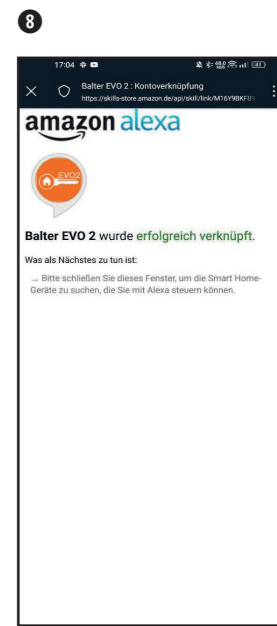 8
17:04
Balter EVO 2 : Kontoverknüpfung
https://skills-store.amazon.de/api/skill/link/M16Y9BKF
amazon alexa
EVO2
Balter EVO 2 wurde erfolgreich verknüpft.
Was als Nächstes zu tun ist:
→ Bitte schließen Sie dieses Fenster, um die Smart Home-
Geräte zu suchen, die Sie mit Alexa steuern können.